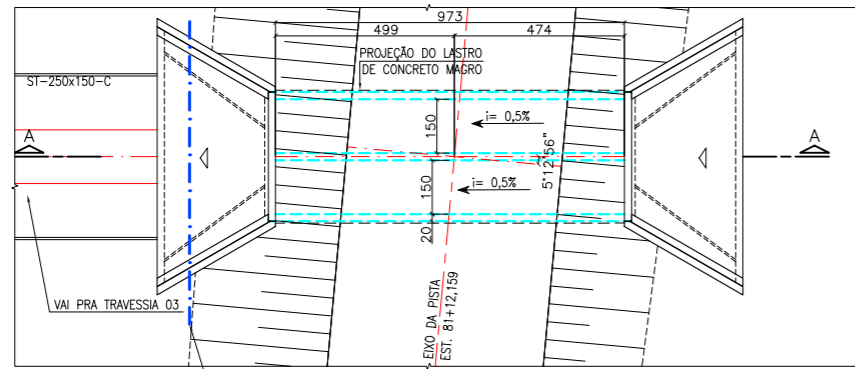 973
499
474
PROJEÇÃO DO LASTRO
DE CONCRETO MAGRO
ST-250x150-C
A
A
150
i= 0,5%
5°12'56"
150
i= 0,5%
20
VAI PRA TRAVESSIA 03
EIXO DA PISTA
EST. 81+12,159